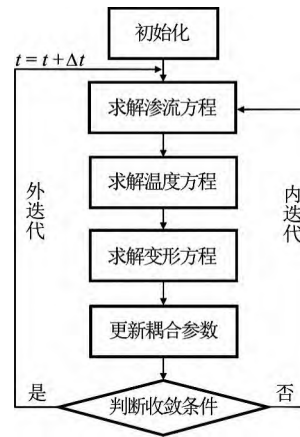 初始化
t = t + Δt
求解渗流方程
求解温度方程
外迭代
内迭代
求解变形方程
更新耦合参数
是
判断收敛条件
否